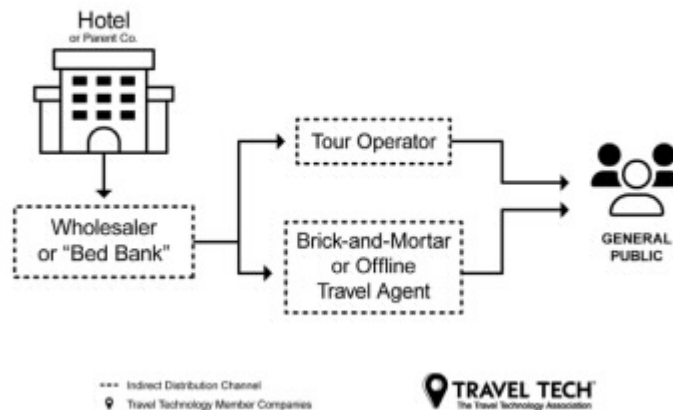 Hotel
or Parent Co.
Tour Operator
Wholesaler
or "Bed Bank"
Brick-and-Mortar
or Offline
Travel Agent
GENERAL
PUBLIC
Indirect Distribution Channel
Travel Technology Member Companies
TRAVEL TECH
The Travel Technology Association